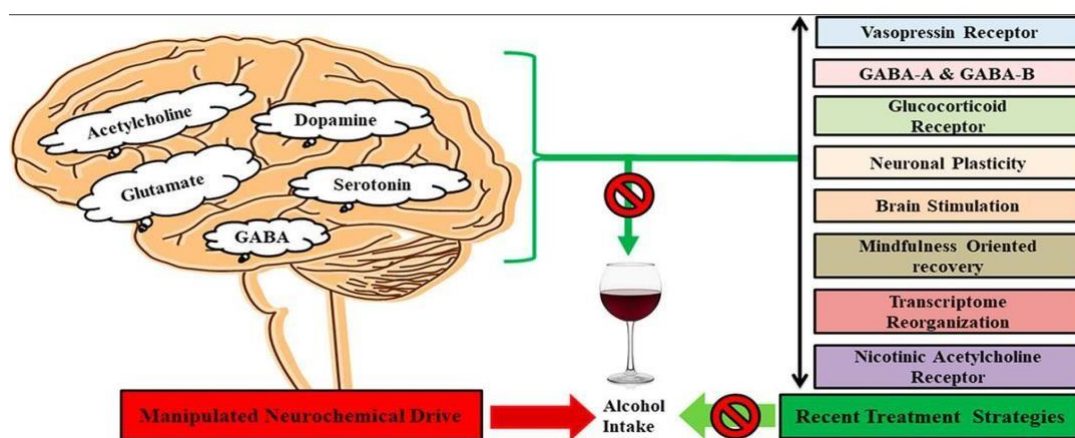 Acetylcholine
Dopamine
Glutamate
Serotonin
GABA
Vasopressin Receptor
GABA-A & GABA-B
Glucocorticoid
Receptor
Neuronal Plasticity
Brain Stimulation
Mindfulness Oriented
recovery
Transcriptome
Reorganization
Nicotinic Acetylcholine
Receptor
Manipulated Neurochemical Drive
Alcohol
Intake
Recent Treatment Strategies